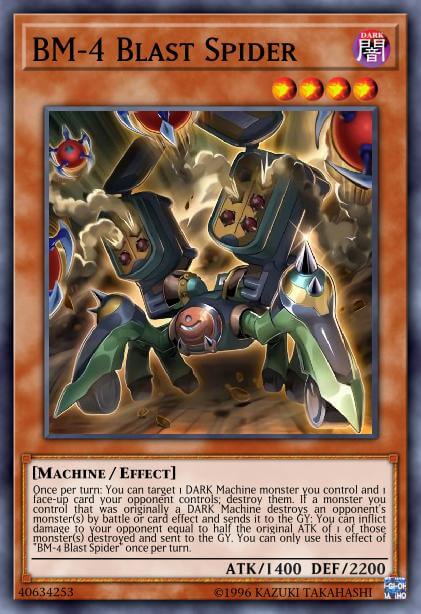 BM-4 Blast Spider
DARK
闇
[Machine / Effect]
Once per turn: You can target 1 DARK Machine monster you control and 1
face-up card your opponent controls; destroy them. If a monster you
control that was originally a DARK Machine destroys an opponent's
monster(s) by battle or card effect and sends it to the GY: You can inflict
damage to your opponent equal to half the original ATK of 1 of those
monsters destroyed and sent to the GY. You can only use this effect of
"BM-4 Blast Spider" once per turn.
ATK/1400 DEF/2200
40634253 ©1996 KAZUKI TAKAHASHI